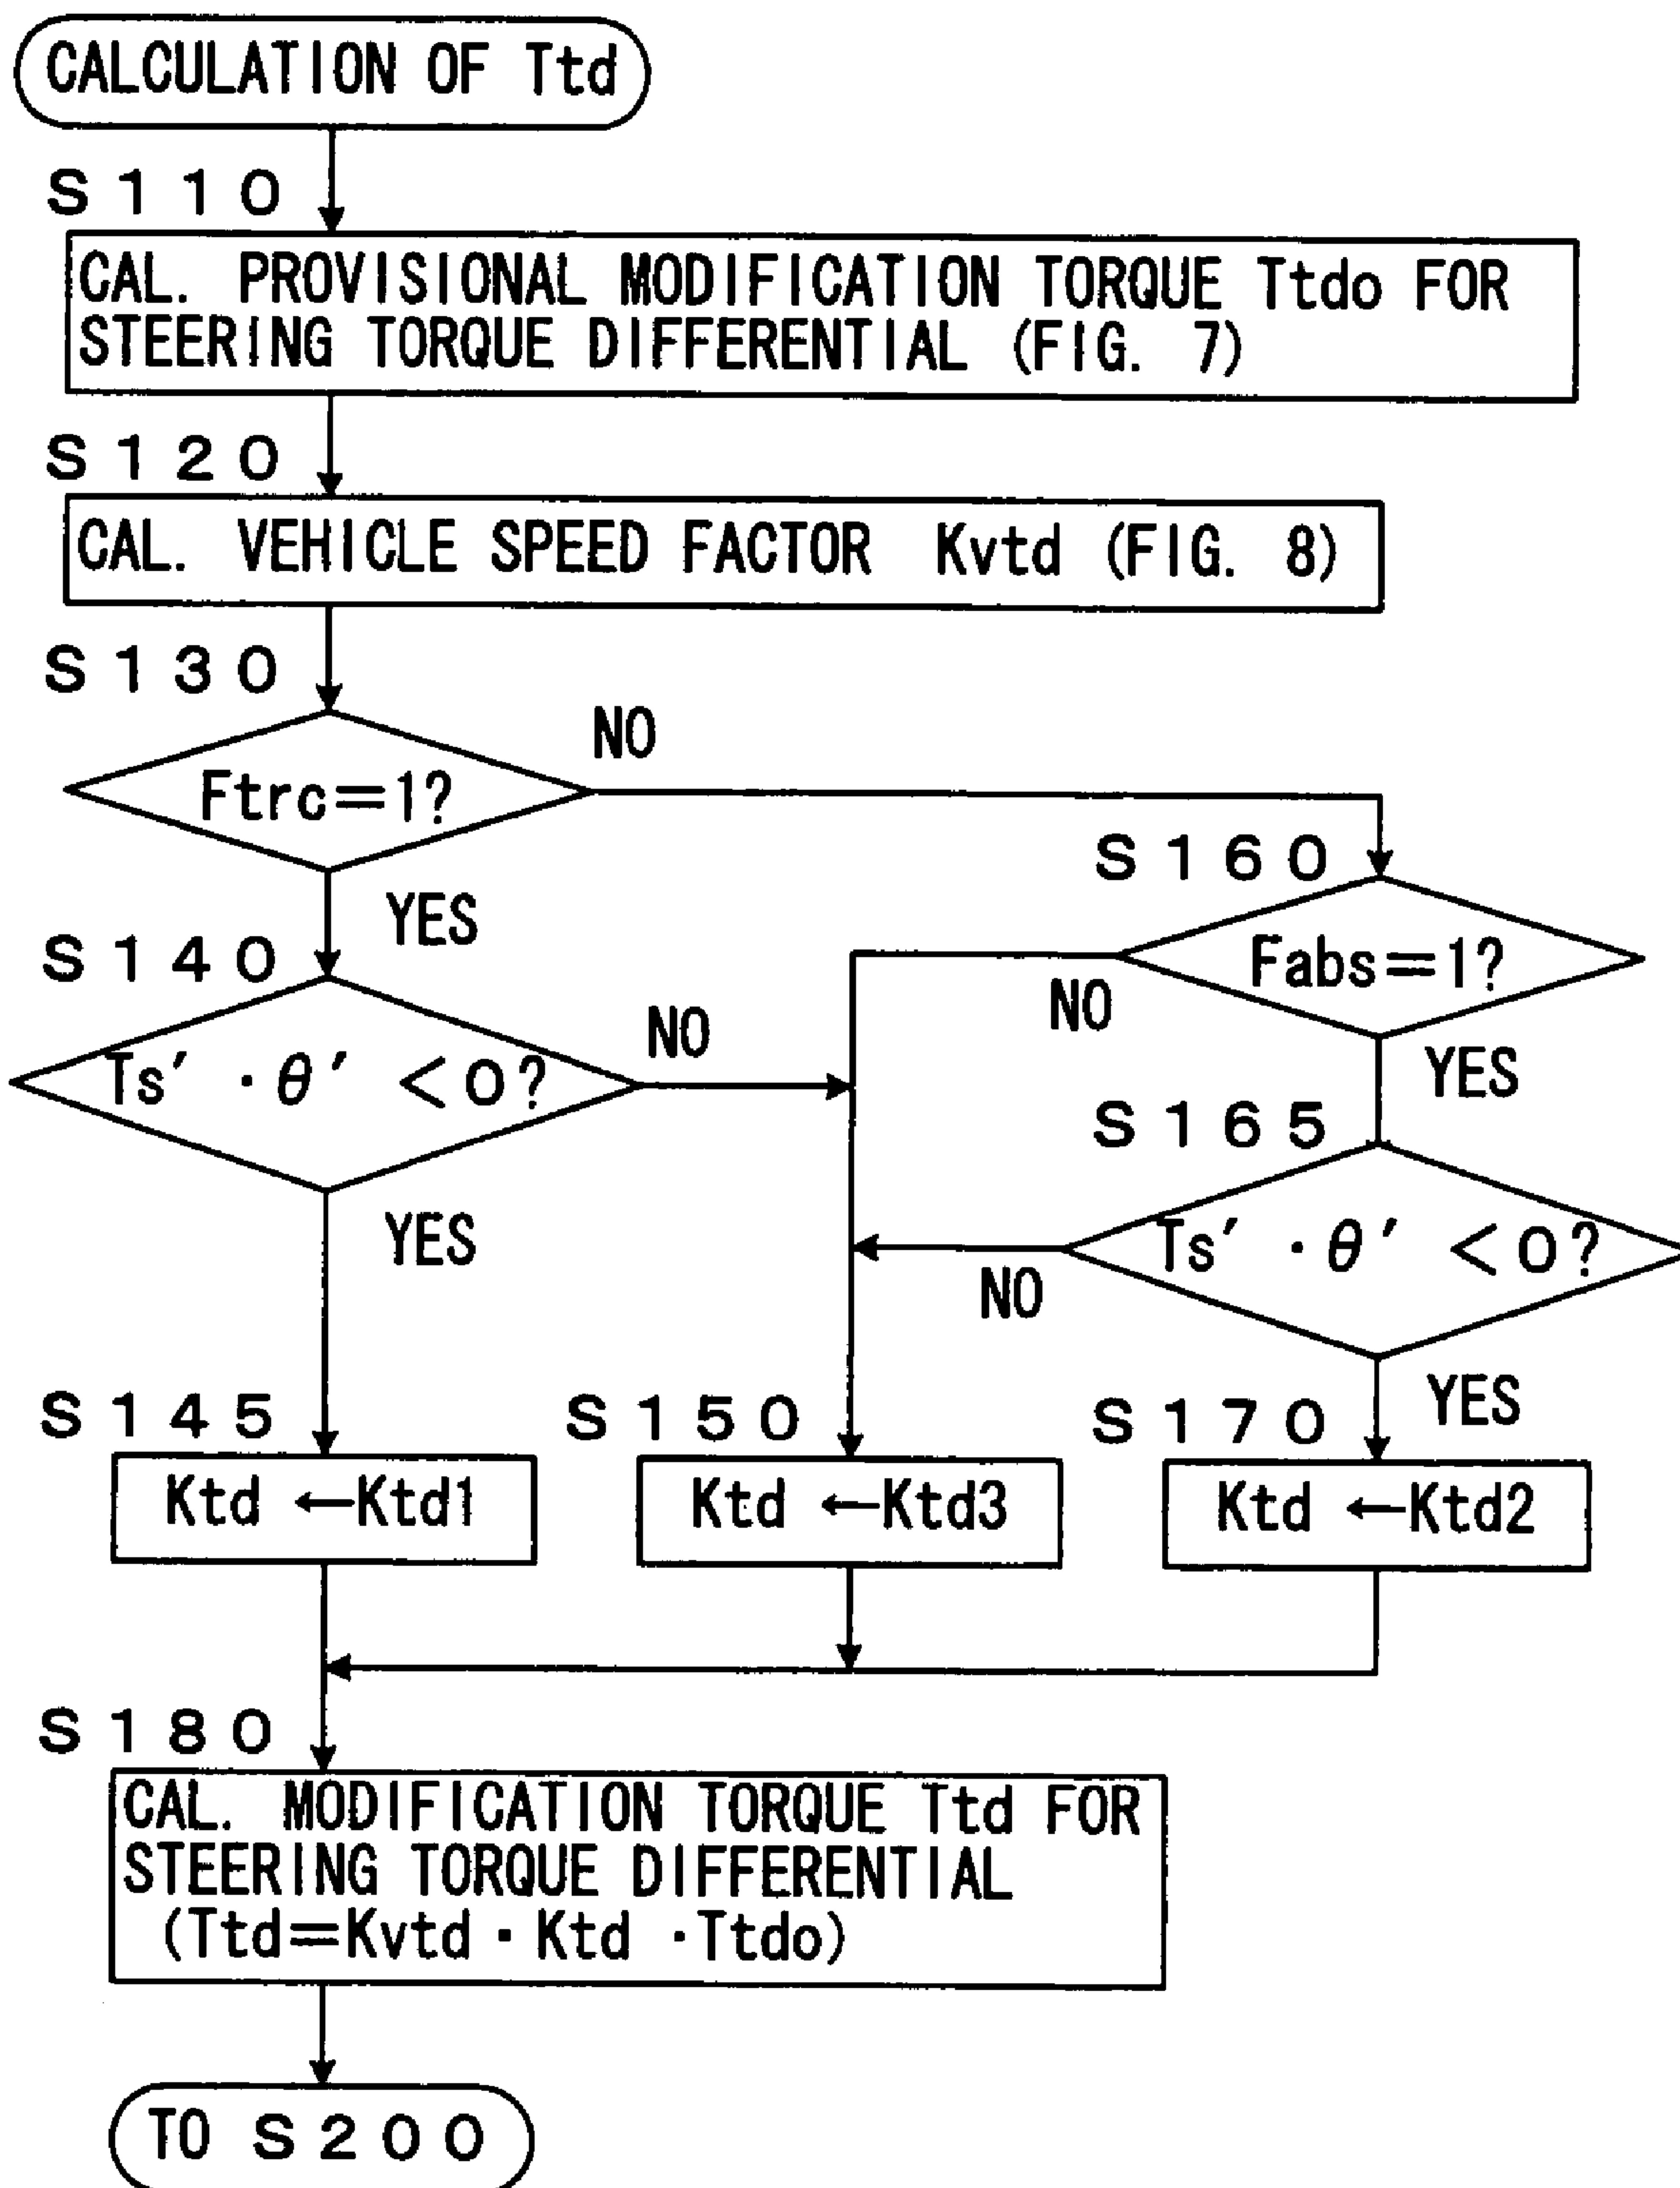 CALCULATION OF Ttd
S110
CAL. PROVISIONAL MODIFICATION TORQUE Ttdo FOR
STEERING TORQUE DIFFERENTIAL (FIG. 7)
S120
CAL. VEHICLE SPEED FACTOR Kvtd (FIG. 8)
S130
Ftrc=1?
NO
YES
S160
Fabs=1?
NO
YES
S140
Ts′ · θ′ <0?
NO
YES
S165
Ts′ · θ′ <0?
NO
YES
S145
Ktd ←Ktd1
S150
Ktd ←Ktd3
S170
Ktd ←Ktd2
S180
CAL. MODIFICATION TORQUE Ttd FOR
STEERING TORQUE DIFFERENTIAL
(Ttd=Kvtd · Ktd · Ttdo)
TO S200